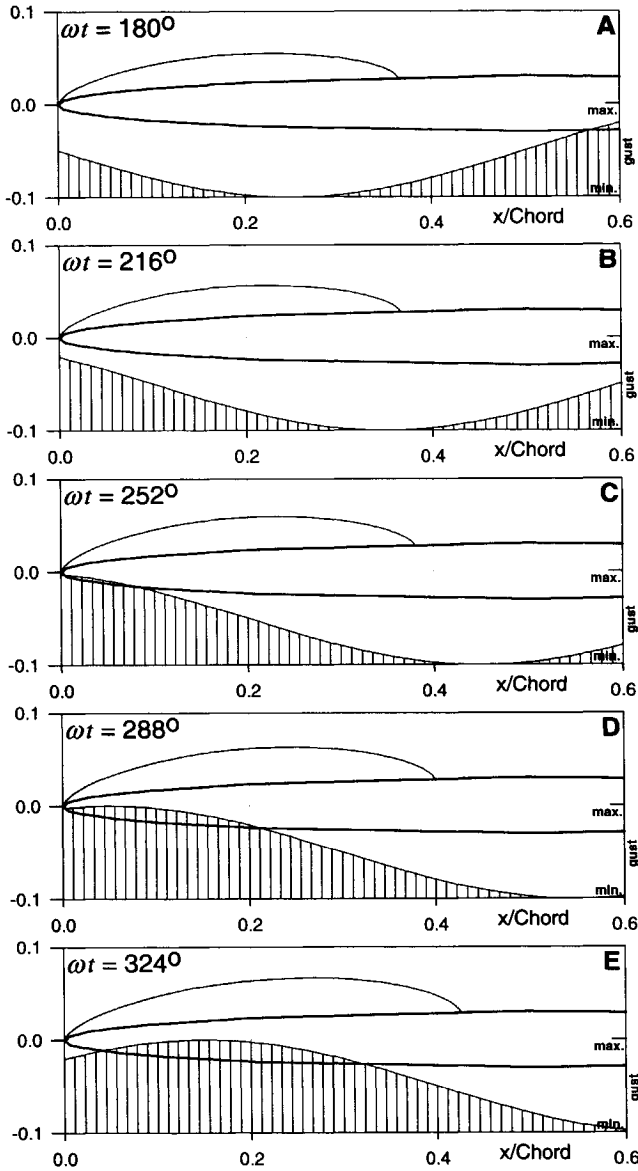 0.1
ωt = 180⁰
A
0.0
max.
gust
min.
-0.1
0.0
0.2
0.4
x/Chord
0.6
0.1
ωt = 216⁰
B
0.0
max.
gust
min.
-0.1
0.0
0.2
0.4
x/Chord
0.6
0.1
ωt = 252⁰
C
0.0
max.
gust
min.
-0.1
0.0
0.2
0.4
x/Chord
0.6
0.1
ωt = 288⁰
D
0.0
max.
gust
min.
-0.1
0.0
0.2
0.4
x/Chord
0.6
0.1
ωt = 324⁰
E
0.0
max.
gust
min.
-0.1
0.0
0.2
0.4
x/Chord
0.6